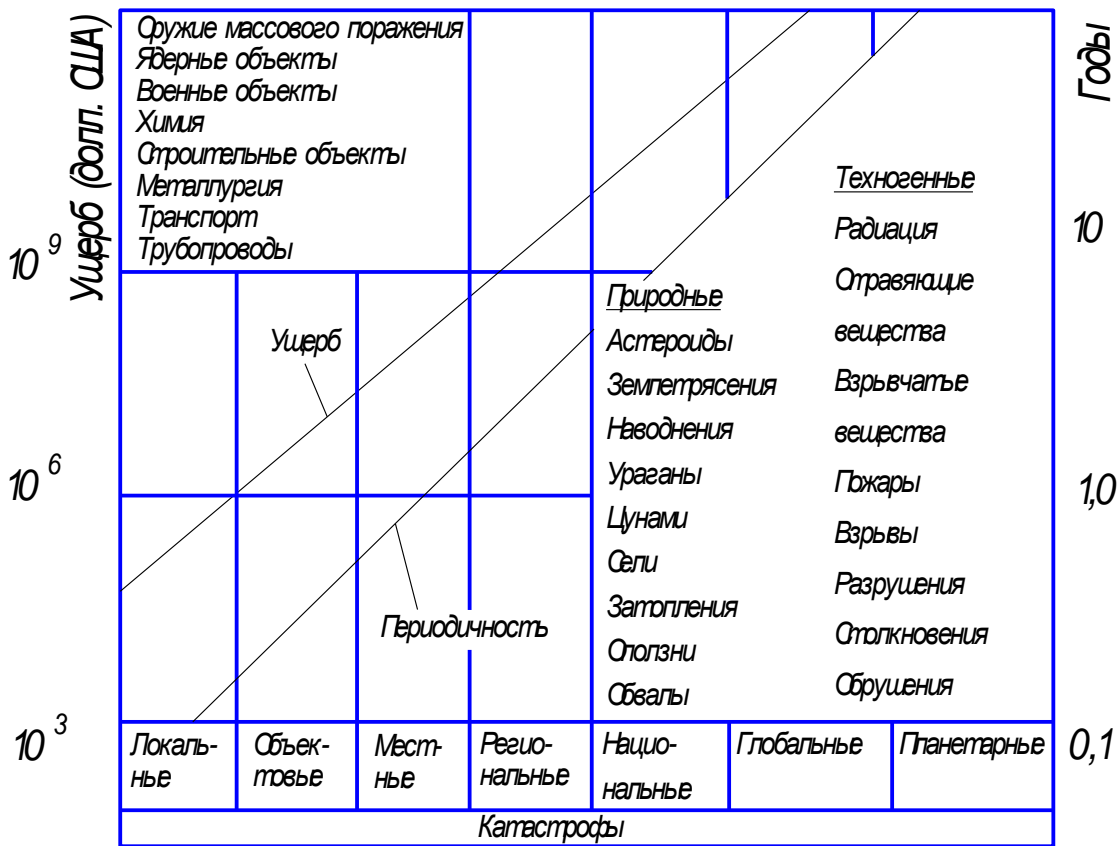 Ущерб (долл. США)
Годы
Оружие массового поражения
Ядерные объекты
Военные объекты
Химия
Строительные объекты
Металлургия
Транспорт
Трубопроводы
10 9
10 6
10 3
10
1,0
0,1
Ущерб
Периодичность
Природные
Астероиды
Землетрясения
Наводнения
Ураганы
Цунами
Сели
Затопления
Оползни
Обвалы
Техногенные
Радиация
Отравяющие
вещества
Взрывчатые
вещества
Пожары
Взрывы
Разрушения
Столкновения
Обрушения
Локаль-
ные
Объек-
товые
Мест-
ные
Регио-
нальные
Нацио-
нальные
Глобальные
Планетарные
Катастрофы